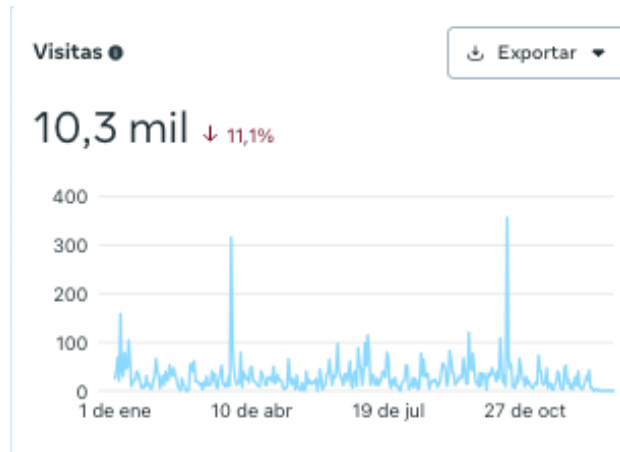 Visitas
Exportar
10,3 mil ↓ 11,1%
400
300
200
100
0
1 de ene 10 de abr 19 de jul 27 de oct